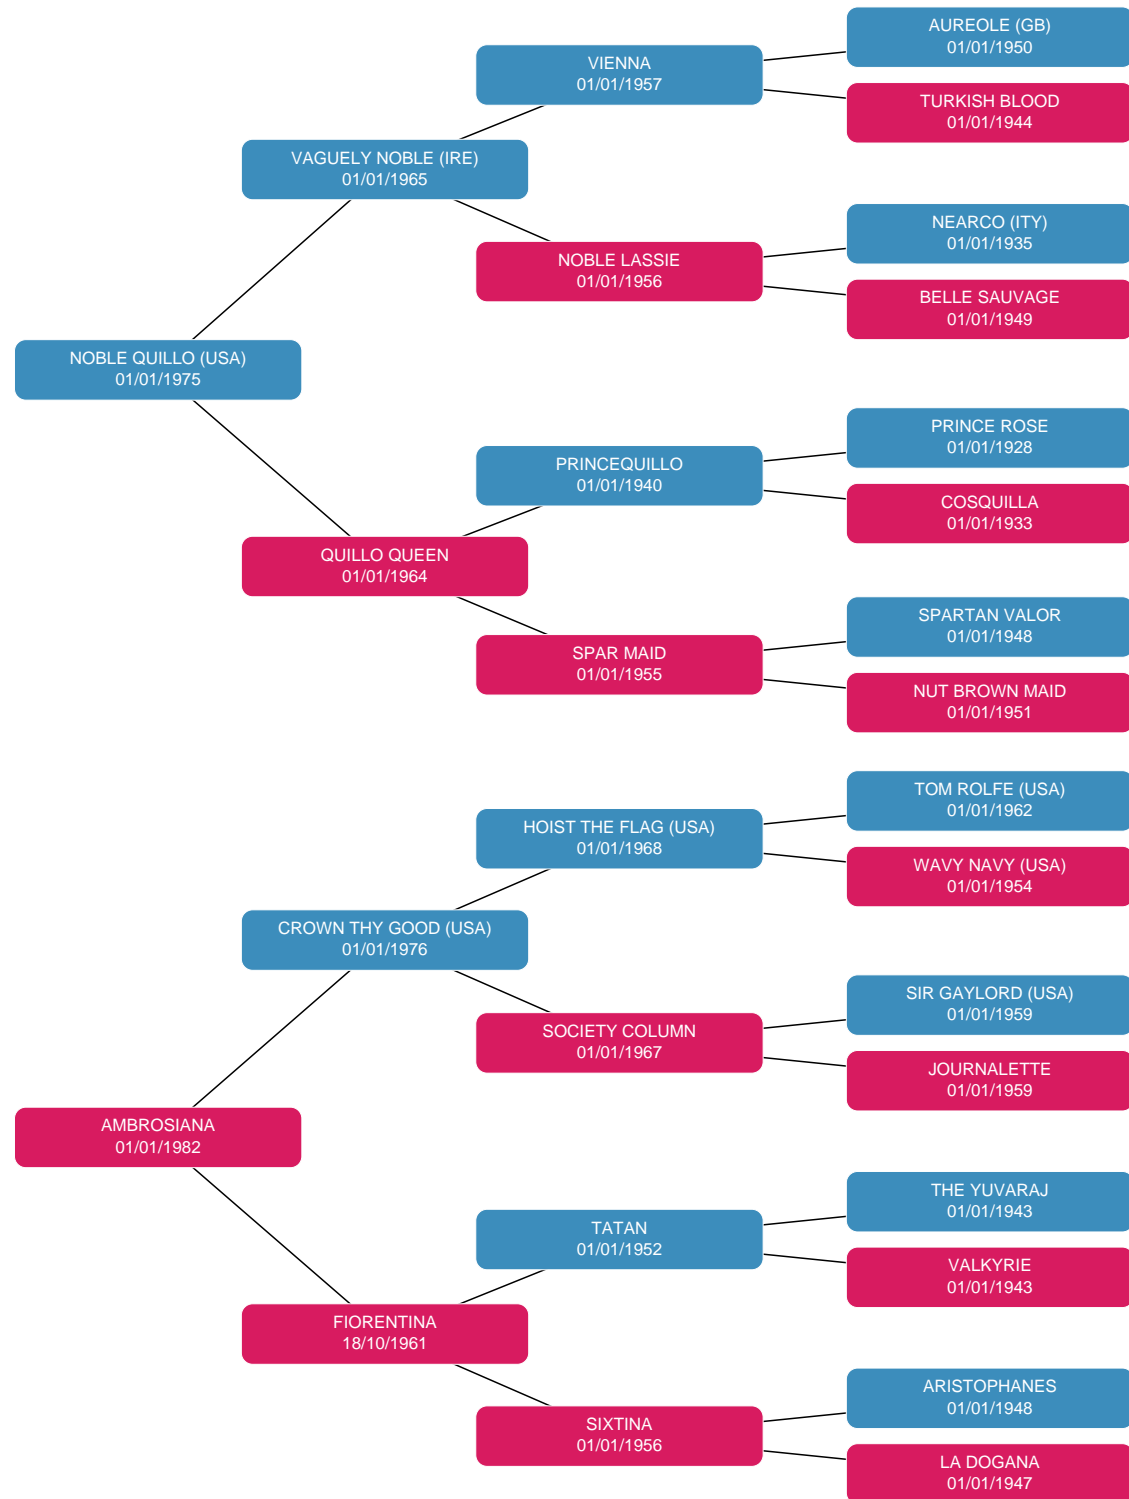 AUREOLE (GB)
01/01/1950
VIENNA
01/01/1957
TURKISH BLOOD
01/01/1944
VAGUELY NOBLE (IRE)
01/01/1965
NEARCO (ITY)
01/01/1935
NOBLE LASSIE
01/01/1956
BELLE SAUVAGE
01/01/1949
NOBLE QUILLO (USA)
01/01/1975
PRINCE ROSE
01/01/1928
PRINCEQUILLO
01/01/1940
COSQUILLA
01/01/1933
QUILLO QUEEN
01/01/1964
SPARTAN VALOR
01/01/1948
SPAR MAID
01/01/1955
NUT BROWN MAID
01/01/1951
TOM ROLFE (USA)
01/01/1962
HOIST THE FLAG (USA)
01/01/1968
WAVY NAVY (USA)
01/01/1954
CROWN THY GOOD (USA)
01/01/1976
SIR GAYLORD (USA)
01/01/1959
SOCIETY COLUMN
01/01/1967
JOURNALETTE
01/01/1959
AMBROSIANA
01/01/1982
THE YUVARAJ
01/01/1943
TATAN
01/01/1952
VALKYRIE
01/01/1943
FIORENTINA
18/10/1961
ARISTOPHANES
01/01/1948
SIXTINA
01/01/1956
LA DOGANA
01/01/1947